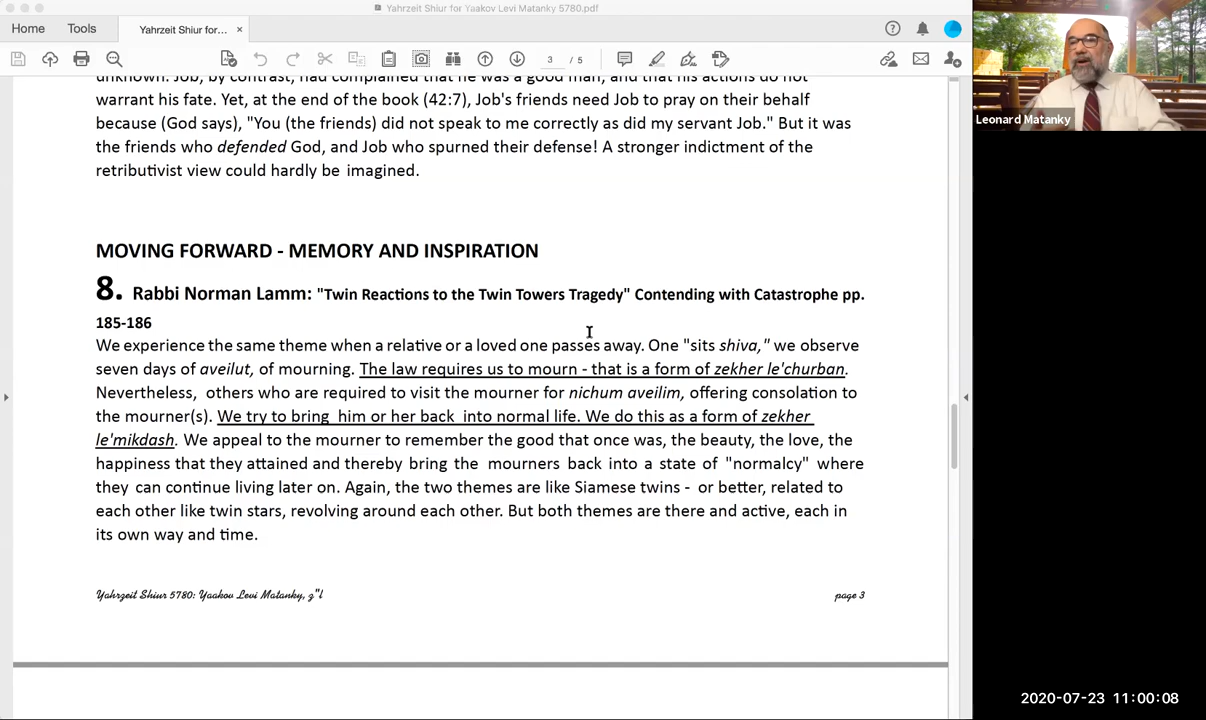 Yahrzeit Shiur for Yaakov Levi Matanky 5780.pdf
Home Tools Yahrzeit Shiur for... ×
3 / 5
unknown. Job, by contrast, had complained that he was a good man, and that his actions do not
warrant his fate. Yet, at the end of the book (42:7), Job's friends need Job to pray on their behalf
because (God says), "You (the friends) did not speak to me correctly as did my servant Job." But it was
the friends who defended God, and Job who spurned their defense! A stronger indictment of the
retributivist view could hardly be imagined.
MOVING FORWARD - MEMORY AND INSPIRATION
8. Rabbi Norman Lamm: "Twin Reactions to the Twin Towers Tragedy" Contending with Catastrophe pp.
185-186
We experience the same theme when a relative or a loved one passes away. One "sits shiva," we observe
seven days of aveilut, of mourning. The law requires us to mourn - that is a form of zekher le'churban.
Nevertheless, others who are required to visit the mourner for nichum aveilim, offering consolation to
the mourner(s). We try to bring him or her back into normal life. We do this as a form of zekher
le'mikdash. We appeal to the mourner to remember the good that once was, the beauty, the love, the
happiness that they attained and thereby bring the mourners back into a state of "normalcy" where
they can continue living later on. Again, the two themes are like Siamese twins - or better, related to
each other like twin stars, revolving around each other. But both themes are there and active, each in
its own way and time.
Yahrzeit Shiur 5780: Yaakov Levi Matanky, z"l page 3
Leonard Matanky
2020-07-23 11:00:08